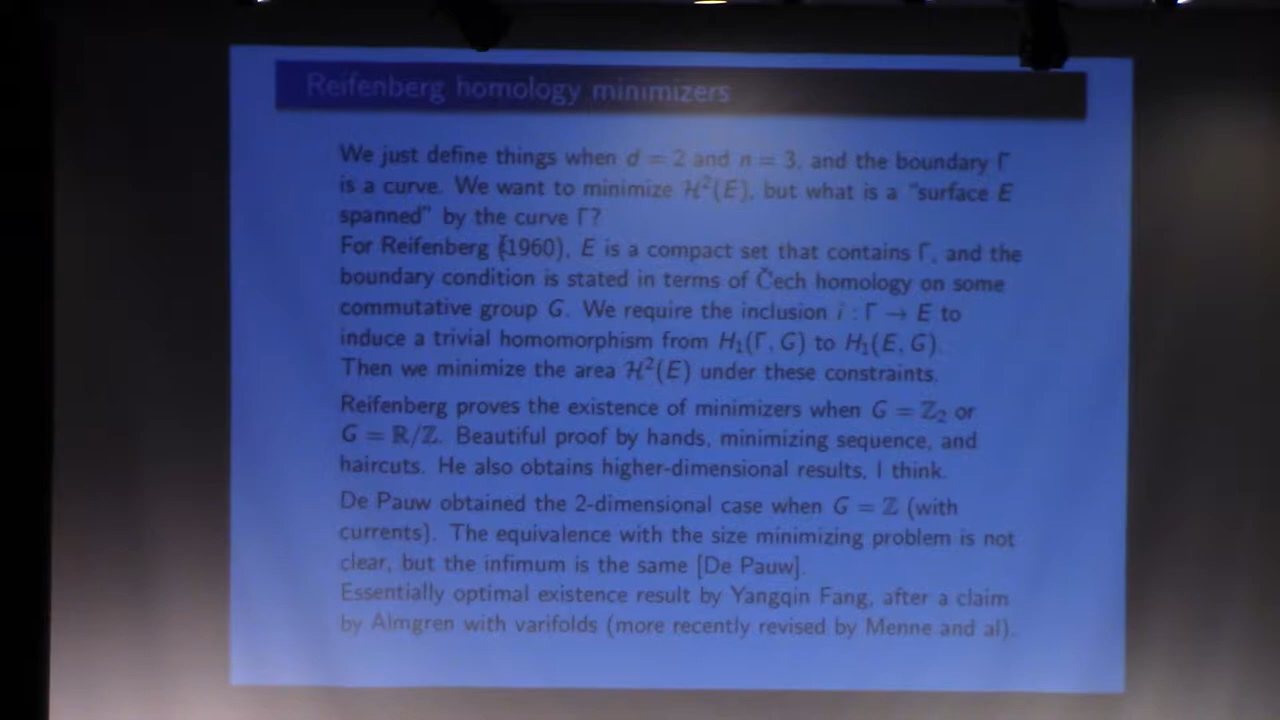 Reifenberg homology minimizers
We just define things when d = 2 and n = 3, and the boundary Γ
is a curve. We want to minimize ℋ²(E), but what is a "surface E
spanned" by the curve Γ?
For Reifenberg (1960), E is a compact set that contains Γ, and the
boundary condition is stated in terms of Čech homology on some
commutative group G. We require the inclusion i : Γ → E to
induce a trivial homomorphism from H₁(Γ, G) to H₁(E, G).
Then we minimize the area ℋ²(E) under these constraints.
Reifenberg proves the existence of minimizers when G = ℤ₂ or
G = ℝ/ℤ. Beautiful proof by hands, minimizing sequence, and
haircuts. He also obtains higher-dimensional results, I think.
De Pauw obtained the 2-dimensional case when G = ℤ (with
currents). The equivalence with the size minimizing problem is not
clear, but the infimum is the same [De Pauw].
Essentially optimal existence result by Yangqin Fang, after a claim
by Almgren with varifolds (more recently revised by Menne and al).